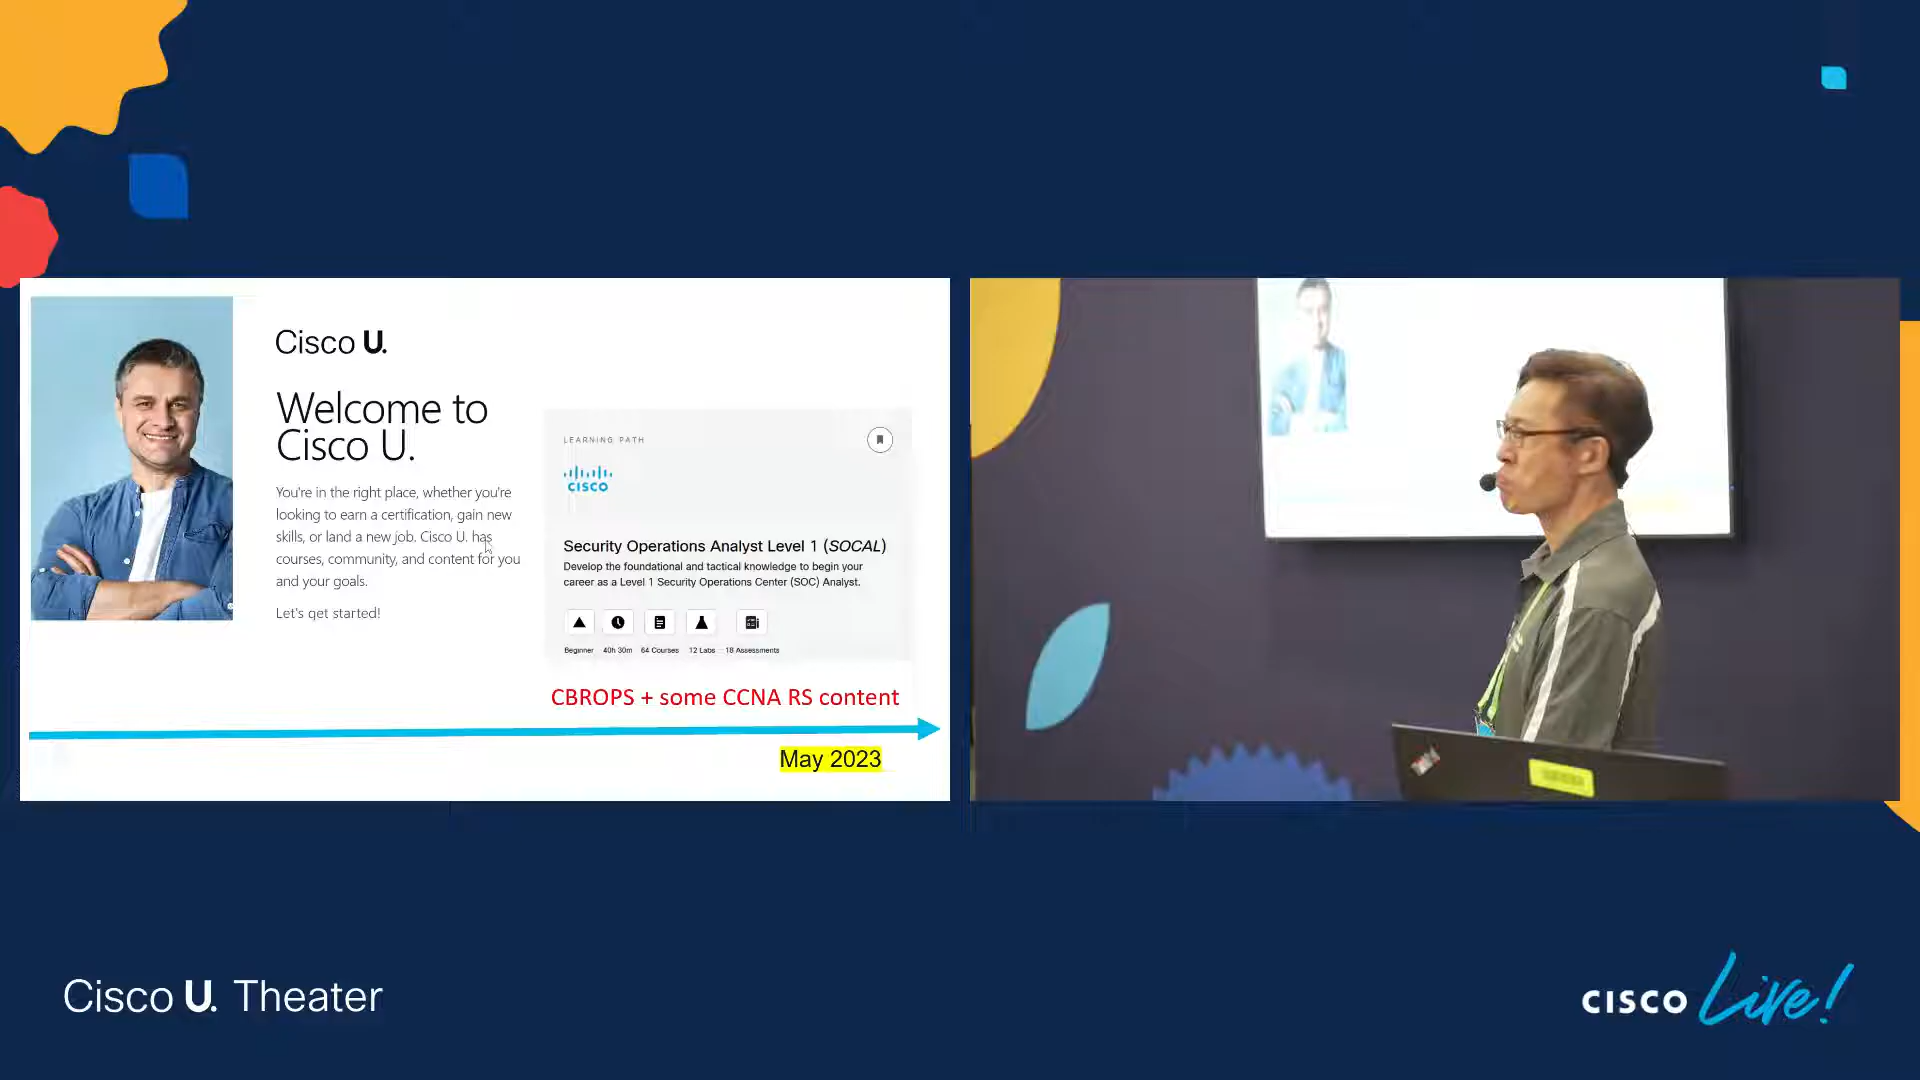 Cisco U.
Welcome to
Cisco U.
You're in the right place, whether you're
looking to earn a certification, gain new
skills, or land a new job. Cisco U. has
courses, community, and content for you
and your goals.
Let's get started!
LEARNING PATH
CISCO
Security Operations Analyst Level 1 (SOCAL)
Develop the foundational and tactical knowledge to begin your
career as a Level 1 Security Operations Center (SOC) Analyst.
Beginner 40h 30m 64 Courses 12 Labs 18 Assessments
CBROPS + some CCNA RS content
May 2023
Cisco U. Theater
CISCO Live!